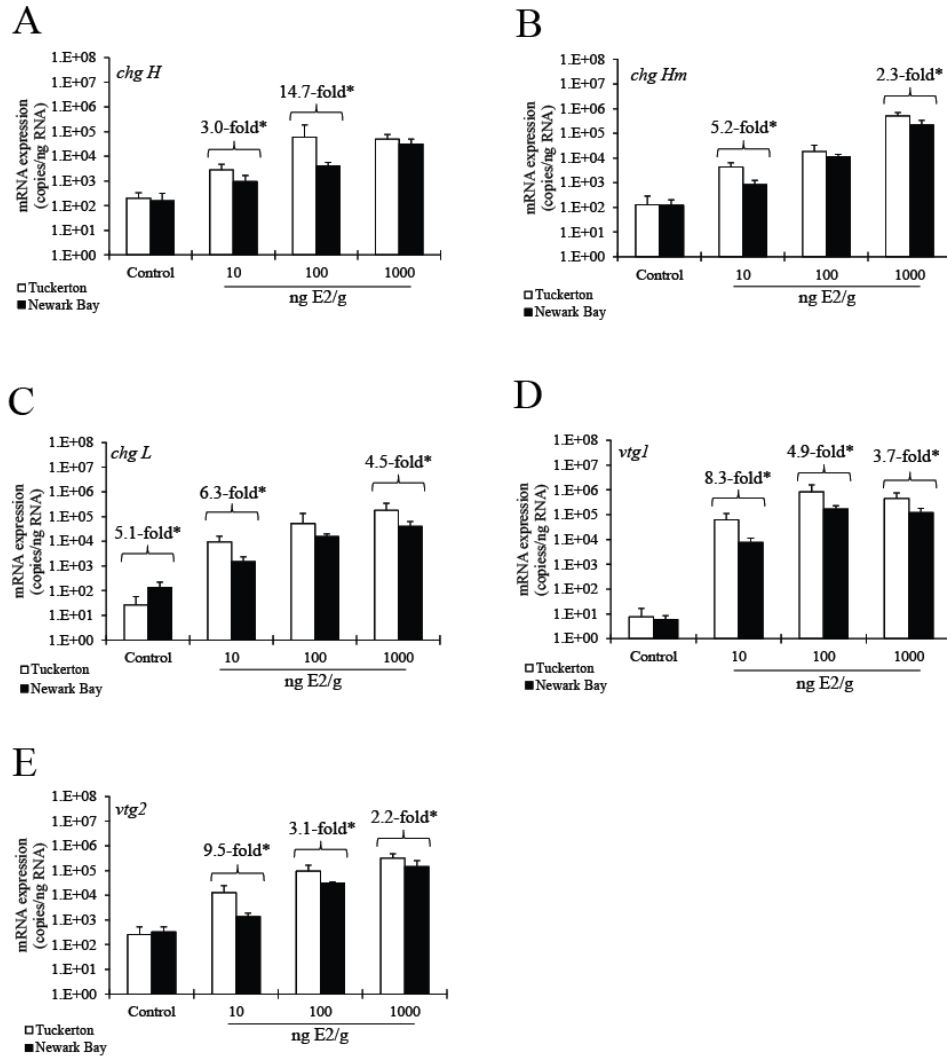 A
chg H
1.E+08
1.E+07
1.E+06
1.E+05
1.E+04
1.E+03
1.E+02
1.E+01
1.E+00
mRNA expression
(copies/ng RNA)
3.0-fold*
14.7-fold*
Control
10
100
1000
ng E2/g
Tuckerton
Newark Bay
B
chg Hm
1.E+08
1.E+07
1.E+06
1.E+05
1.E+04
1.E+03
1.E+02
1.E+01
1.E+00
mRNA expression
(copies/ng RNA)
5.2-fold*
2.3-fold*
Control
10
100
1000
ng E2/g
Tuckerton
Newark Bay
C
chg L
1.E+08
1.E+07
1.E+06
1.E+05
1.E+04
1.E+03
1.E+02
1.E+01
1.E+00
mRNA expression
(copies/ng RNA)
5.1-fold*
6.3-fold*
4.5-fold*
Control
10
100
1000
ng E2/g
Tuckerton
Newark Bay
D
vtg1
1.E+08
1.E+07
1.E+06
1.E+05
1.E+04
1.E+03
1.E+02
1.E+01
1.E+00
mRNA expression
(copiess/ng RNA)
8.3-fold*
4.9-fold*
3.7-fold*
Control
10
100
1000
ng E2/g
Tuckerton
Newark Bay
E
vtg2
1.E+08
1.E+07
1.E+06
1.E+05
1.E+04
1.E+03
1.E+02
1.E+01
1.E+00
mRNA expression
(copies/ng RNA)
9.5-fold*
3.1-fold*
2.2-fold*
Control
10
100
1000
ng E2/g
Tuckerton
Newark Bay